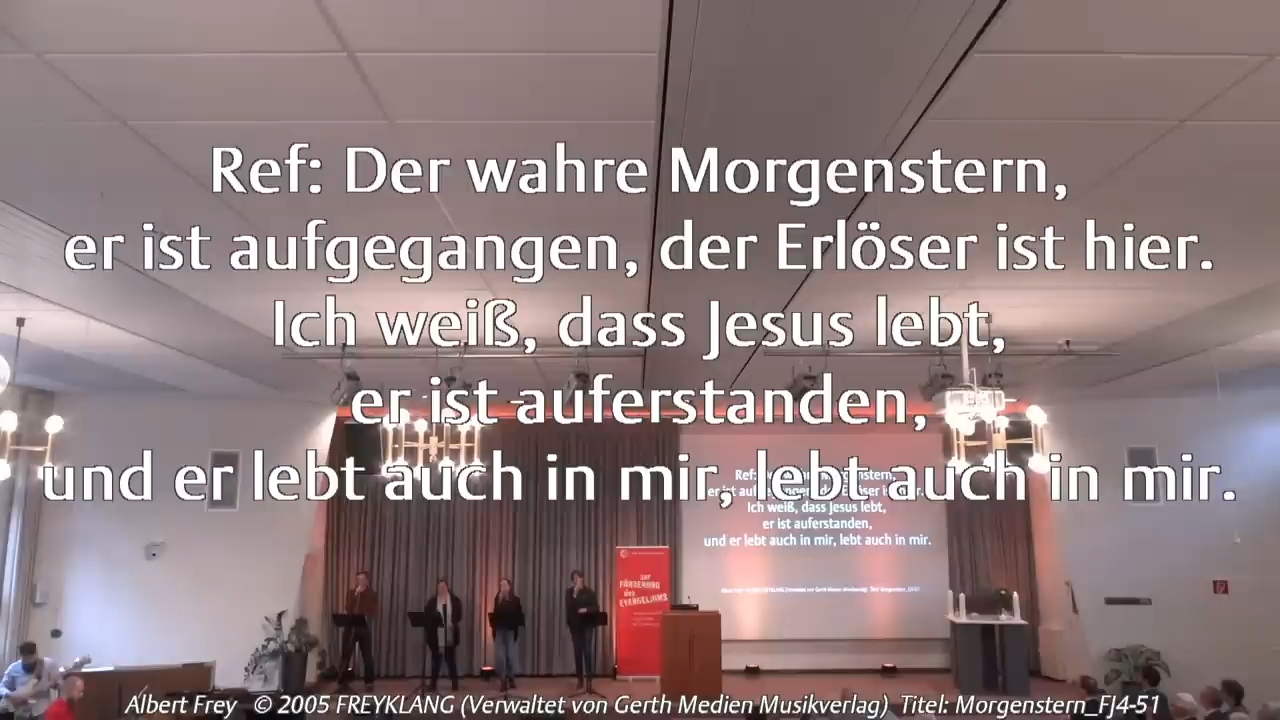 Ref: Der wahre Morgenstern,
er ist aufgegangen, der Erlöser ist hier.
Ich weiß, dass Jesus lebt,
er ist auferstanden,
und er lebt auch in mir, lebt auch in mir.
Ich weiß, dass Jesus lebt,
er ist auferstanden,
und er lebt auch in mir, lebt auch in mir.
zur
FÖRDERUNG
des
EVANGELIUMS
Albert Frey © 2005 FREYKLANG (Verwaltet von Gerth Medien Musikverlag) Titel: Morgenstern_FJ4-51